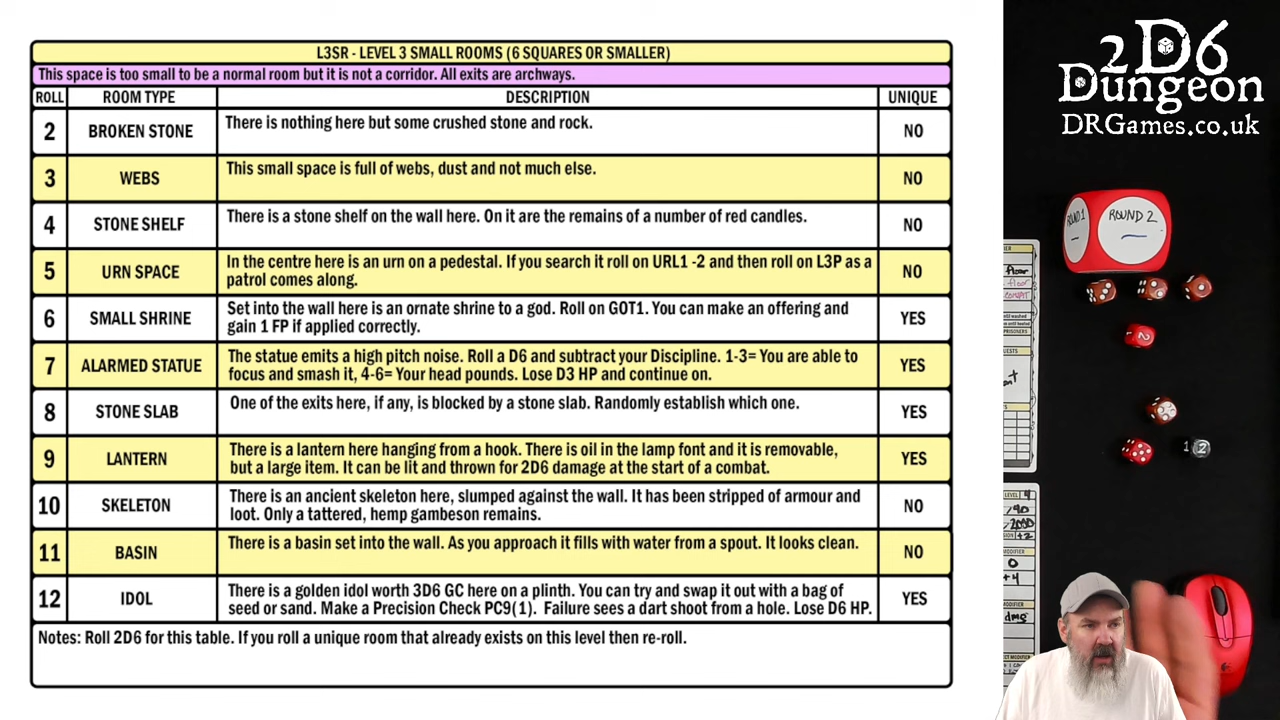 L3SR - LEVEL 3 SMALL ROOMS (6 SQUARES OR SMALLER)
This space is too small to be a normal room but it is not a corridor. All exits are archways.
ROLL ROOM TYPE DESCRIPTION UNIQUE
2 BROKEN STONE There is nothing here but some crushed stone and rock. NO
3 WEBS This small space is full of webs, dust and not much else. NO
4 STONE SHELF There is a stone shelf on the wall here. On it are the remains of a number of red candles. NO
5 URN SPACE In the centre here is an urn on a pedestal. If you search it roll on URL1 -2 and then roll on L3P as a
patrol comes along. NO
6 SMALL SHRINE Set into the wall here is an ornate shrine to a god. Roll on GOT1. You can make an offering and
gain 1 FP if applied correctly. YES
7 ALARMED STATUE The statue emits a high pitch noise. Roll a D6 and subtract your Discipline. 1-3= You are able to
focus and smash it, 4-6= Your head pounds. Lose D3 HP and continue on. YES
8 STONE SLAB One of the exits here, if any, is blocked by a stone slab. Randomly establish which one. YES
9 LANTERN There is a lantern here hanging from a hook. There is oil in the lamp font and it is removable,
but a large item. It can be lit and thrown for 2D6 damage at the start of a combat. YES
10 SKELETON There is an ancient skeleton here, slumped against the wall. It has been stripped of armour and
loot. Only a tattered, hemp gambeson remains. NO
11 BASIN There is a basin set into the wall. As you approach it fills with water from a spout. It looks clean. NO
12 IDOL There is a golden idol worth 3D6 GC here on a plinth. You can try and swap it out with a bag of
seed or sand. Make a Precision Check PC9(1). Failure sees a dart shoot from a hole. Lose D6 HP. YES
Notes: Roll 2D6 for this table. If you roll a unique room that already exists on this level then re-roll.
2D6
Dungeon
DRGames.co.uk
ROUND 1
ROUND 2
floor
LEVEL 4
+2
0
+4
dmg